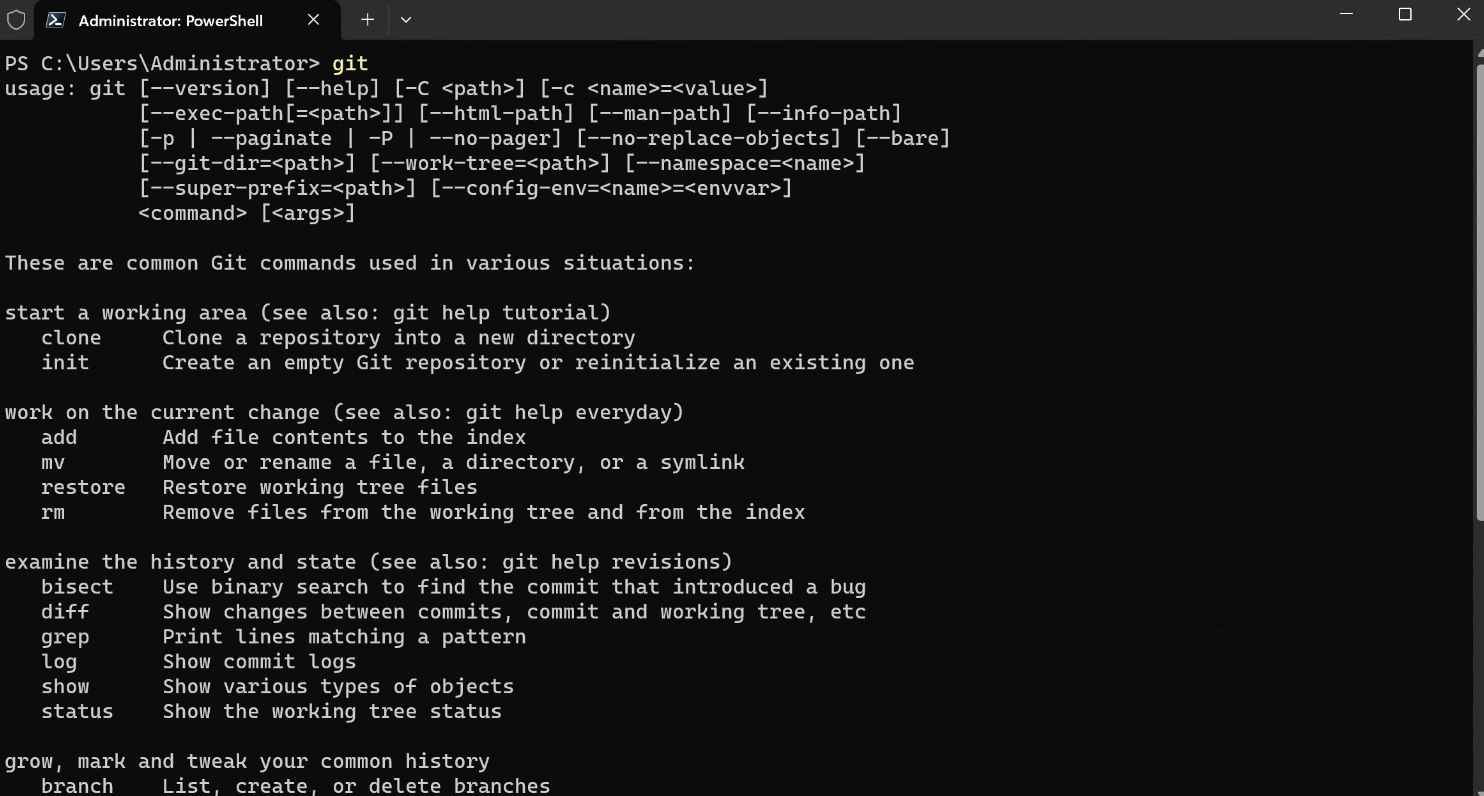 Administrator: PowerShell
PS C:\Users\Administrator> git
usage: git [--version] [--help] [-C <path>] [-c <name>=<value>]
           [--exec-path[=<path>]] [--html-path] [--man-path] [--info-path]
           [-p | --paginate | -P | --no-pager] [--no-replace-objects] [--bare]
           [--git-dir=<path>] [--work-tree=<path>] [--namespace=<name>]
           [--super-prefix=<path>] [--config-env=<name>=<envvar>]
           <command> [<args>]

These are common Git commands used in various situations:

start a working area (see also: git help tutorial)
   clone     Clone a repository into a new directory
   init      Create an empty Git repository or reinitialize an existing one

work on the current change (see also: git help everyday)
   add       Add file contents to the index
   mv        Move or rename a file, a directory, or a symlink
   restore   Restore working tree files
   rm        Remove files from the working tree and from the index

examine the history and state (see also: git help revisions)
   bisect    Use binary search to find the commit that introduced a bug
   diff      Show changes between commits, commit and working tree, etc
   grep      Print lines matching a pattern
   log       Show commit logs
   show      Show various types of objects
   status    Show the working tree status

grow, mark and tweak your common history
   branch    List, create, or delete branches